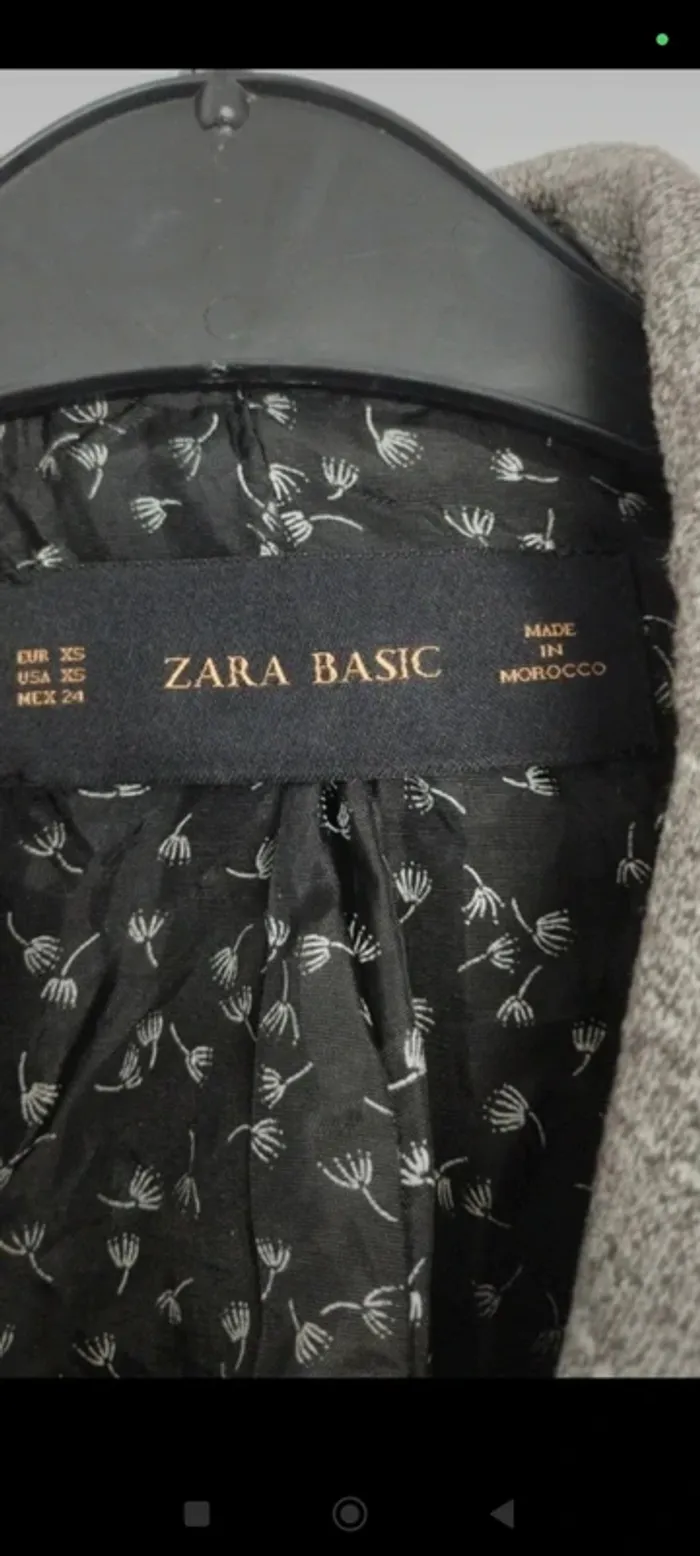 EUR XS
USA XS
MEX 24
ZARA BASIC
MADE
IN
MOROCCO